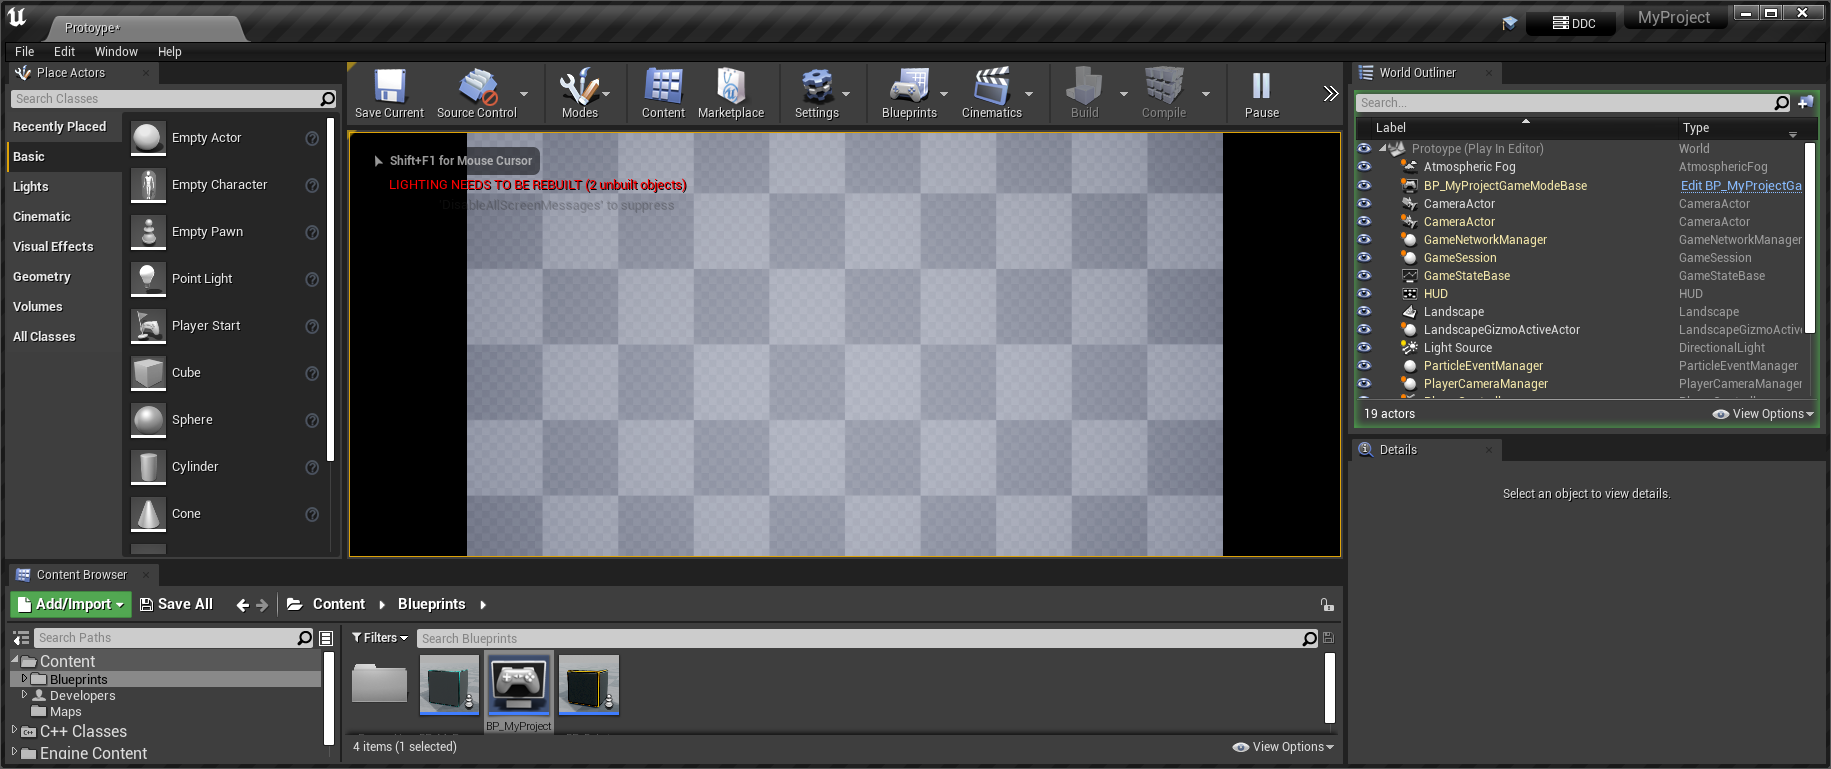 Protoype*
DDC
MyProject
File Edit Window Help
Place Actors
Search Classes
Recently Placed
Basic
Lights
Cinematic
Visual Effects
Geometry
Volumes
All Classes
Empty Actor
Empty Character
Empty Pawn
Point Light
Player Start
Cube
Sphere
Cylinder
Cone
Save Current
Source Control
Modes
Content
Marketplace
Settings
Blueprints
Cinematics
Build
Compile
Pause
Shift+F1 for Mouse Cursor
LIGHTING NEEDS TO BE REBUILT (2 unbuilt objects)
'DisableAllScreenMessages' to suppress
World Outliner
Search...
Label Type
Protoype (Play In Editor) World
Atmospheric Fog AtmosphericFog
BP_MyProjectGameModeBase Edit BP_MyProjectGa
CameraActor CameraActor
CameraActor CameraActor
GameNetworkManager GameNetworkManager
GameSession GameSession
GameStateBase GameStateBase
HUD HUD
Landscape Landscape
LandscapeGizmoActiveActor LandscapeGizmoActive
Light Source DirectionalLight
ParticleEventManager ParticleEventManager
PlayerCameraManager PlayerCameraManager
19 actors View Options
Details
Select an object to view details.
Content Browser
Add/Import Save All Content Blueprints
Search Paths
Content
Blueprints
Developers
Maps
C++ Classes
Engine Content
Filters Search Blueprints
BP_MyProject
4 items (1 selected) View Options